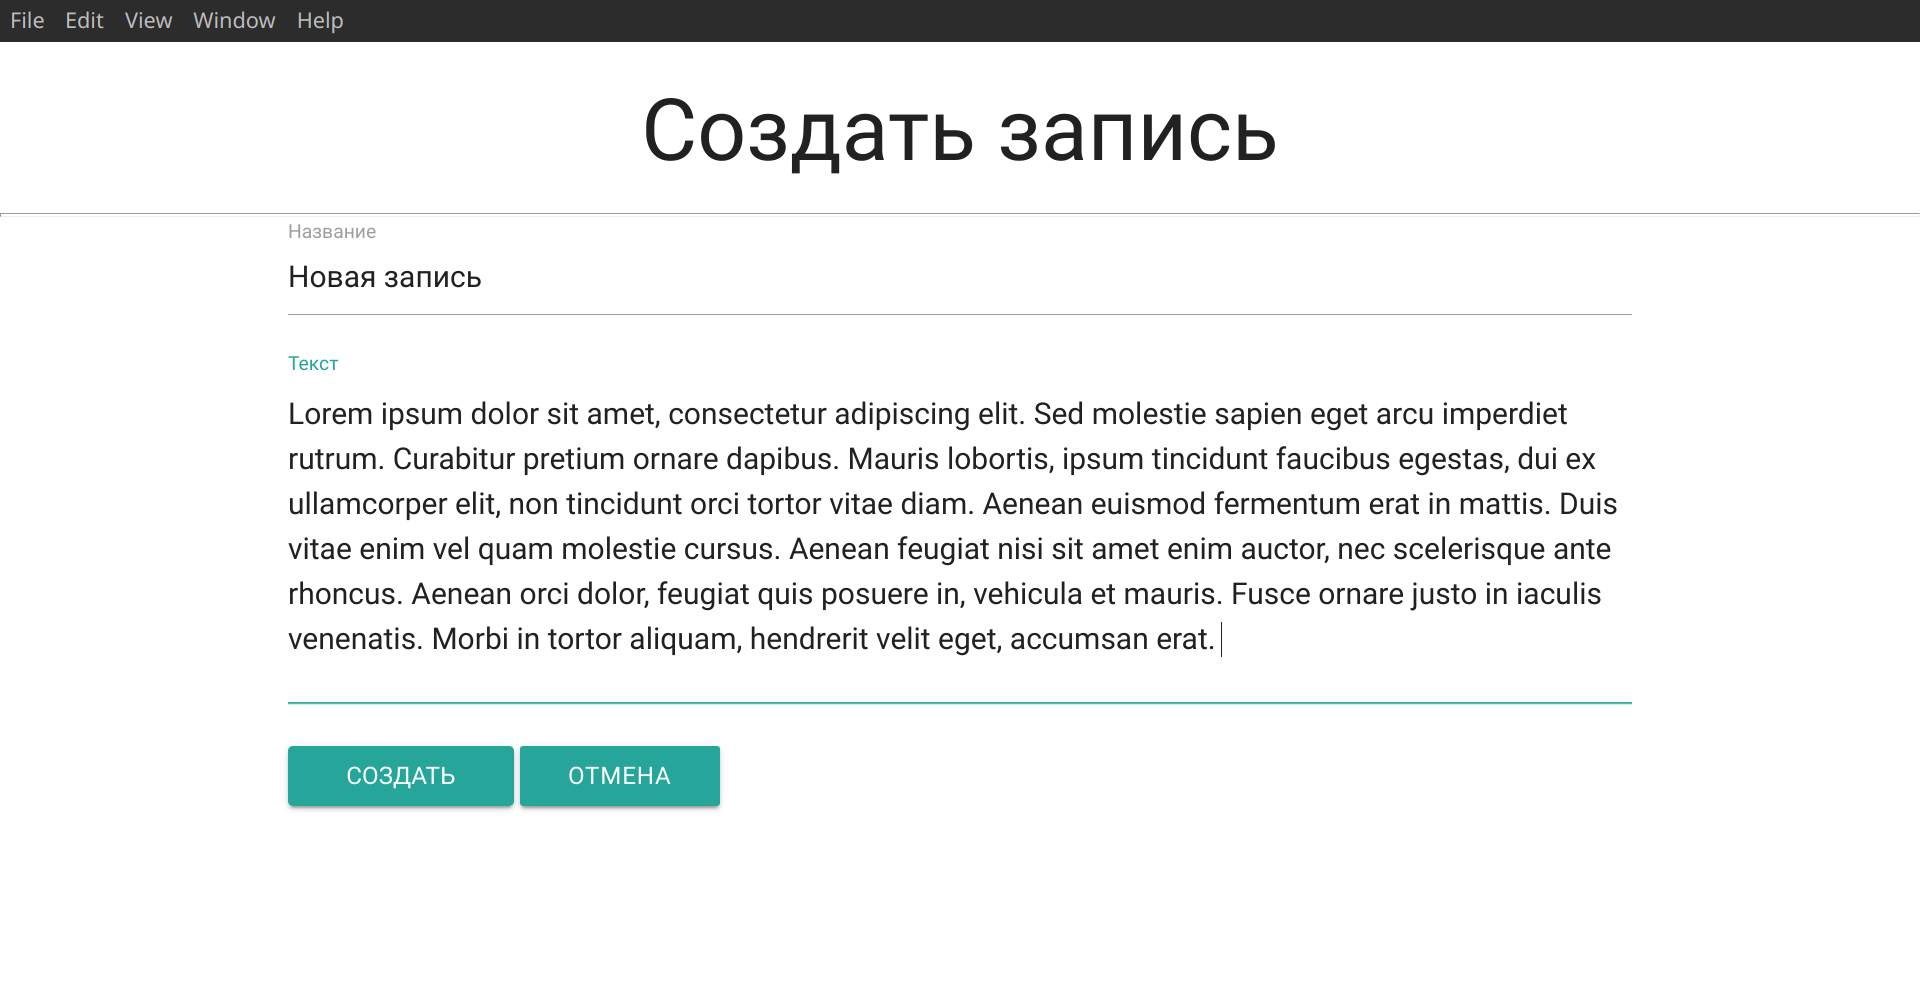 File Edit View Window Help
Создать запись
Название
Новая запись
Текст
Lorem ipsum dolor sit amet, consectetur adipiscing elit. Sed molestie sapien eget arcu imperdiet
rutrum. Curabitur pretium ornare dapibus. Mauris lobortis, ipsum tincidunt faucibus egestas, dui ex
ullamcorper elit, non tincidunt orci tortor vitae diam. Aenean euismod fermentum erat in mattis. Duis
vitae enim vel quam molestie cursus. Aenean feugiat nisi sit amet enim auctor, nec scelerisque ante
rhoncus. Aenean orci dolor, feugiat quis posuere in, vehicula et mauris. Fusce ornare justo in iaculis
venenatis. Morbi in tortor aliquam, hendrerit velit eget, accumsan erat.
СОЗДАТЬ ОТМЕНА